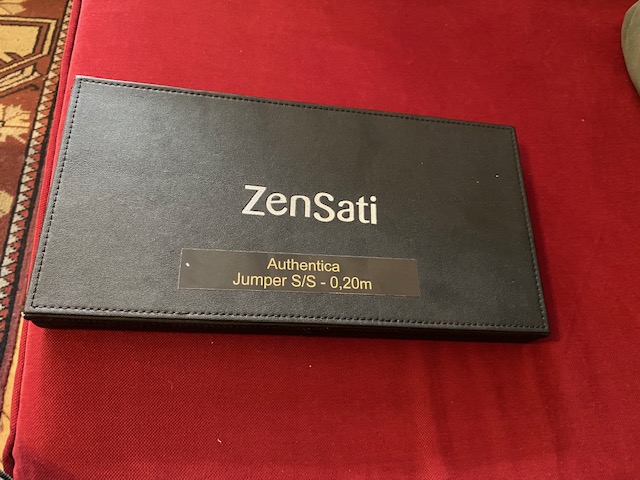 ZenSati
Authentica
Jumper S/S - 0,20m